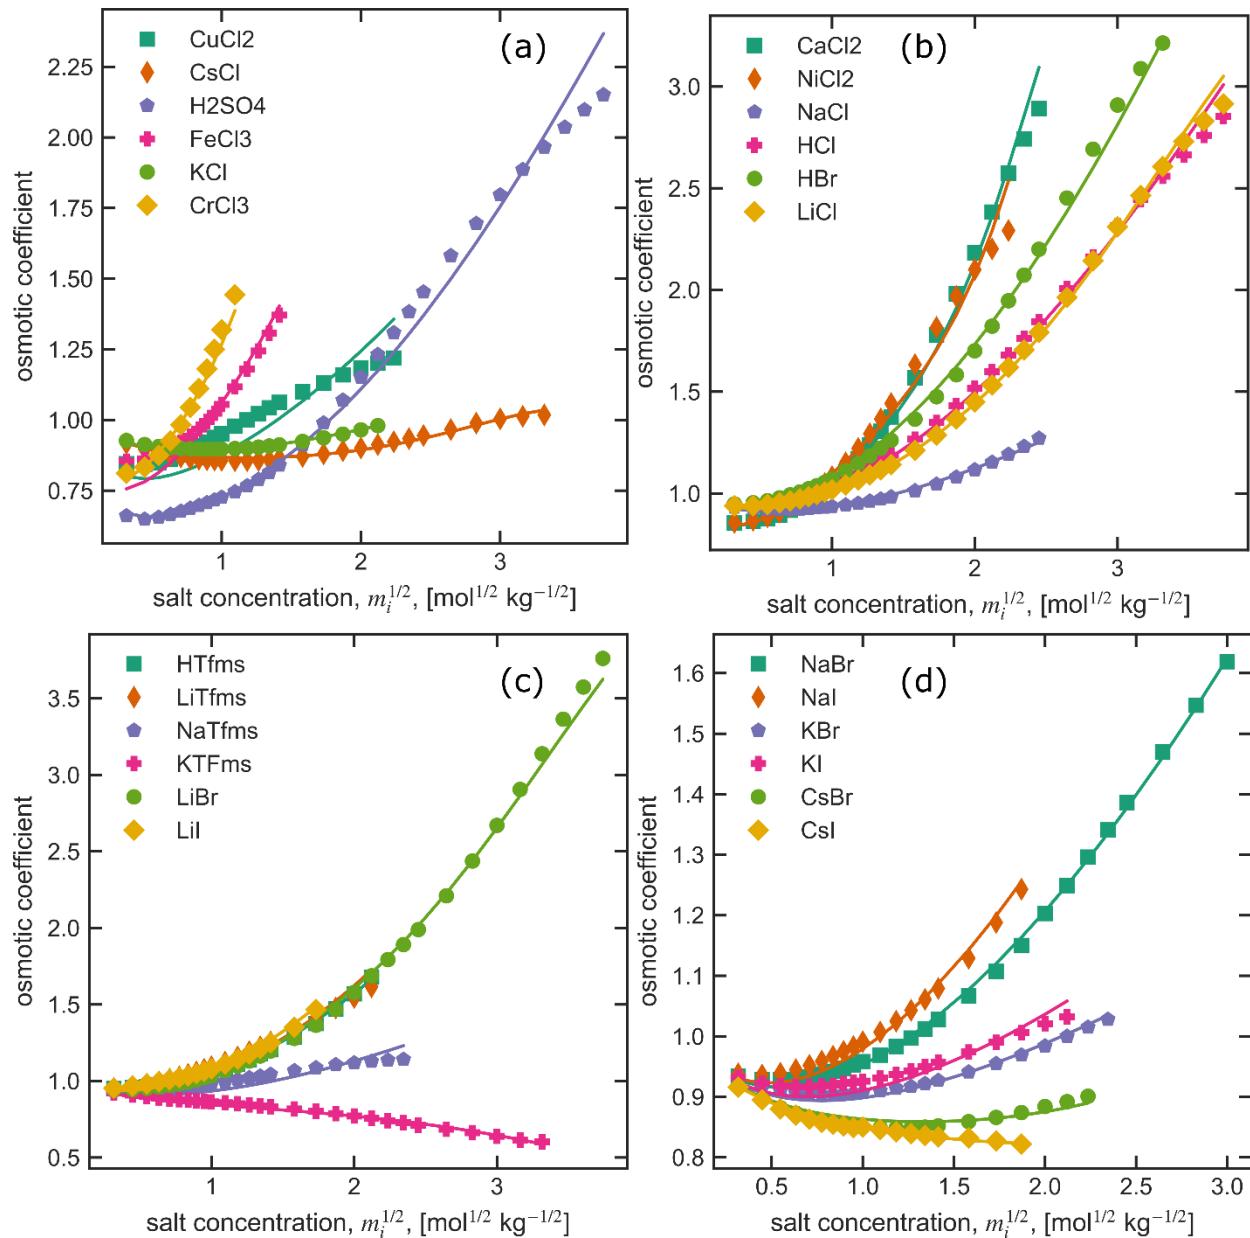 (a)
CuCl2
CsCl
H2SO4
FeCl3
KCl
CrCl3
2.25
2.00
1.75
1.50
1.25
1.00
0.75
osmotic coefficient
1 2 3
salt concentration, m_i^{1/2}, [mol^{1/2} kg^{−1/2}]
(b)
CaCl2
NiCl2
NaCl
HCl
HBr
LiCl
3.0
2.5
2.0
1.5
1.0
osmotic coefficient
1 2 3
salt concentration, m_i^{1/2}, [mol^{1/2} kg^{−1/2}]
(c)
HTfms
LiTfms
NaTfms
KTFms
LiBr
LiI
3.5
3.0
2.5
2.0
1.5
1.0
0.5
osmotic coefficient
1 2 3
salt concentration, m_i^{1/2}, [mol^{1/2} kg^{−1/2}]
(d)
NaBr
NaI
KBr
KI
CsBr
CsI
1.6
1.5
1.4
1.3
1.2
1.1
1.0
0.9
0.8
osmotic coefficient
0.5 1.0 1.5 2.0 2.5 3.0
salt concentration, m_i^{1/2}, [mol^{1/2} kg^{−1/2}]